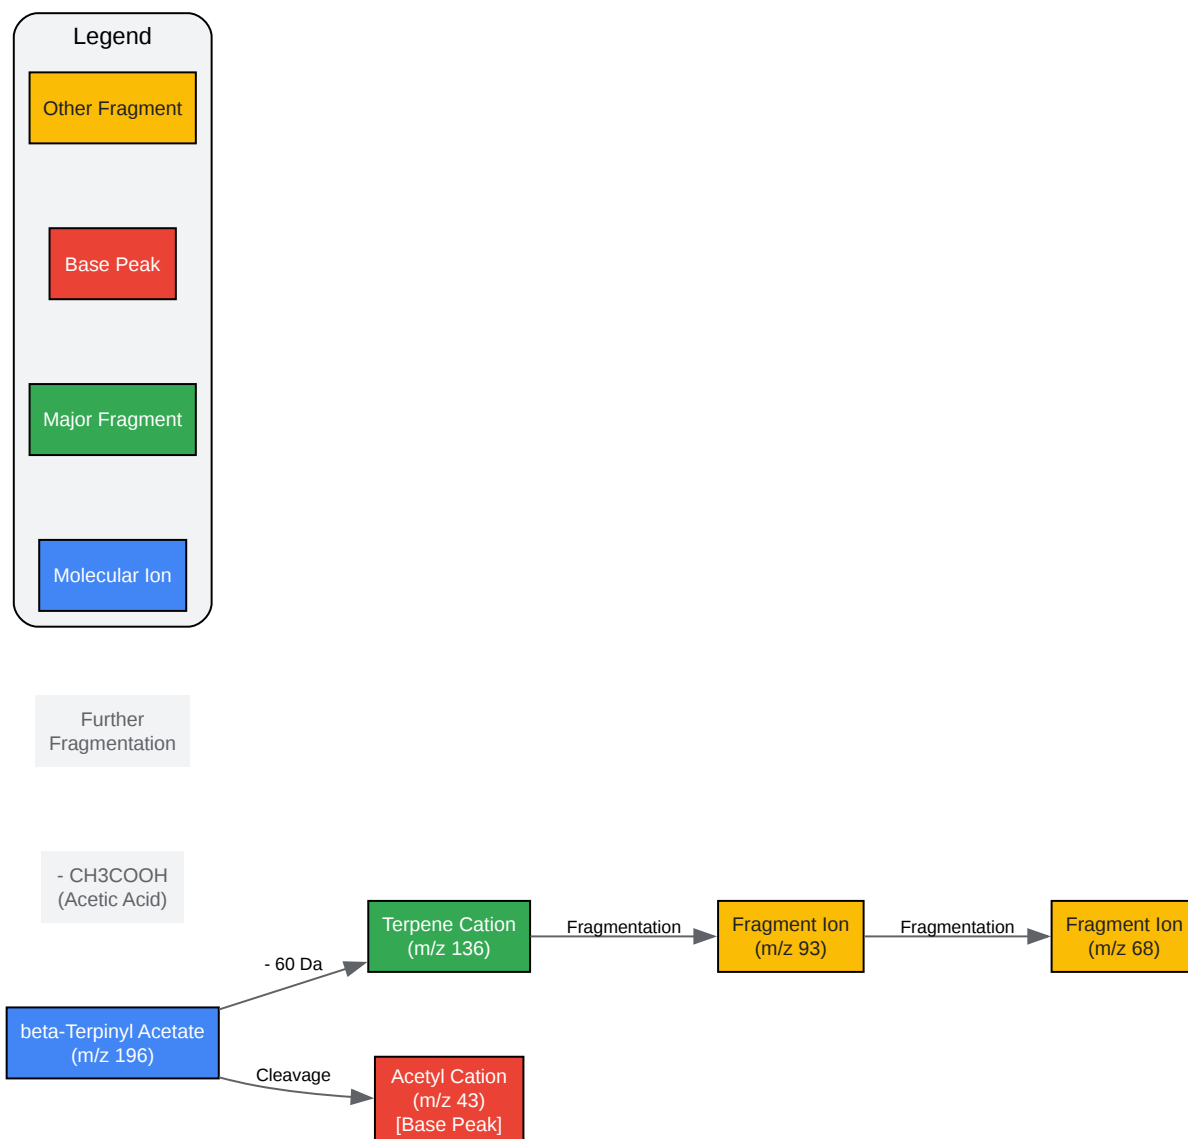 Legend
Other Fragment
Base Peak
Major Fragment
Molecular Ion
Further
Fragmentation
- CH3COOH
(Acetic Acid)
beta-Terpinyl Acetate
(m/z 196)
- 60 Da
Cleavage
Terpene Cation
(m/z 136)
Acetyl Cation
(m/z 43)
[Base Peak]
Fragmentation
Fragment Ion
(m/z 93)
Fragmentation
Fragment Ion
(m/z 68)